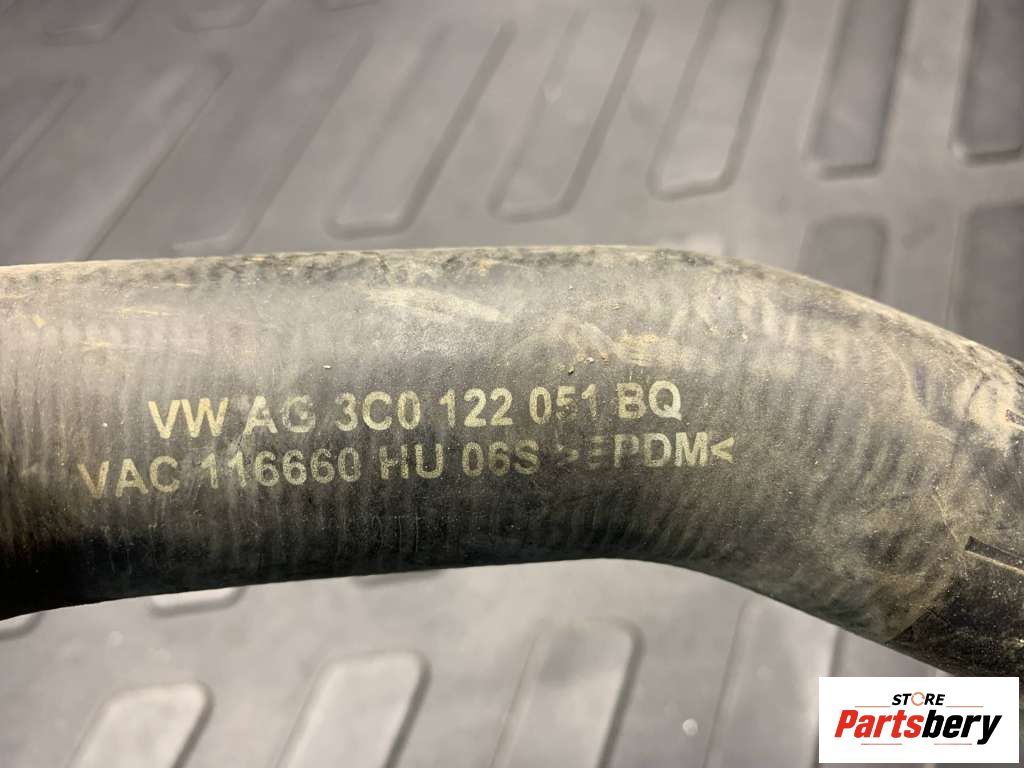 VW AG 3C0 122 051 BQ
VAC 116660 HU 06S >EPDM<
STORE
Partsbery